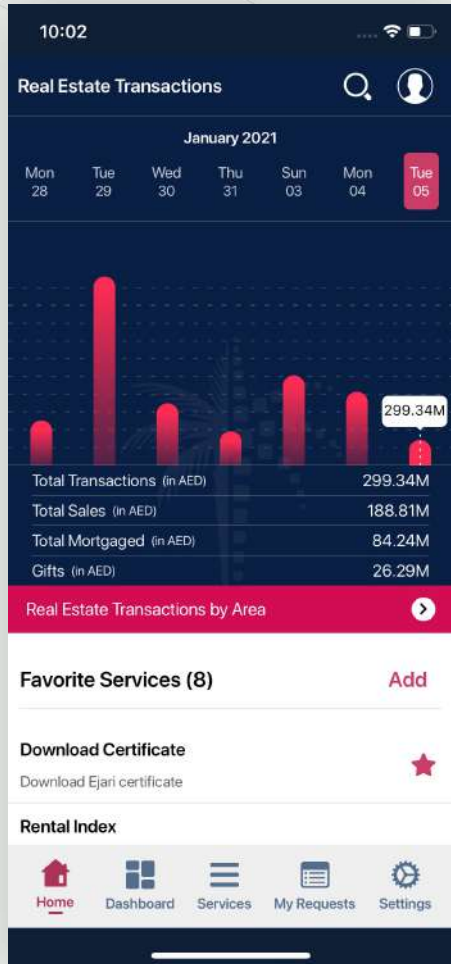 10:02
Real Estate Transactions
January 2021
Mon Tue Wed Thu Sun Mon Tue
28 29 30 31 03 04 05
299.34M
Total Transactions (in AED) 299.34M
Total Sales (in AED) 188.81M
Total Mortgaged (in AED) 84.24M
Gifts (in AED) 26.29M
Real Estate Transactions by Area
Favorite Services (8) Add
Download Certificate
Download Ejari certificate
Rental Index
Home Dashboard Services My Requests Settings